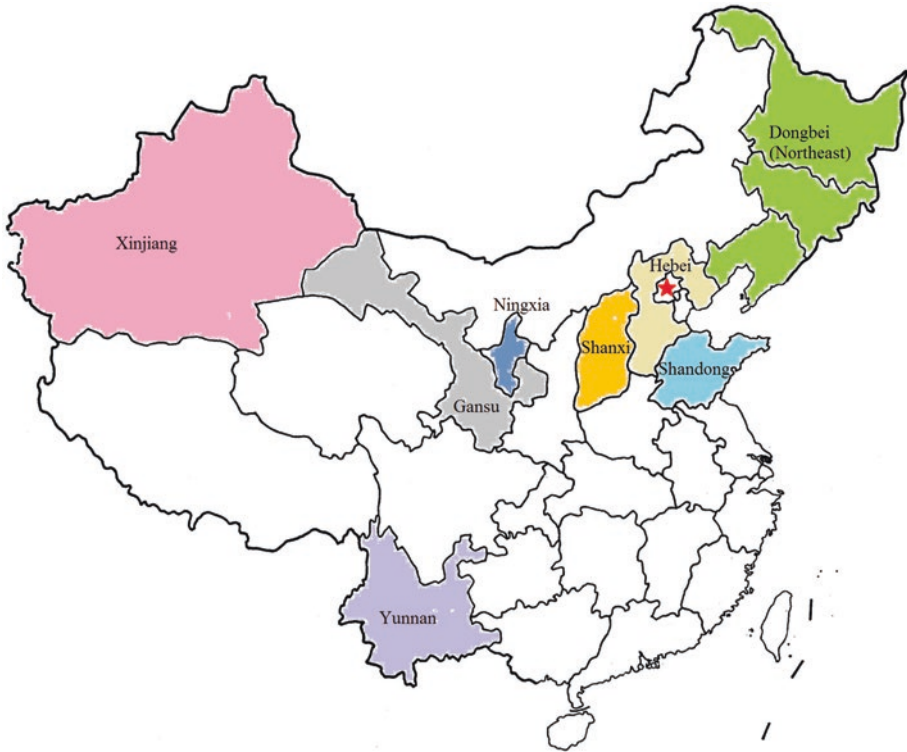 Dongbei
(Northeast)
Xinjiang
Hebei
Ningxia
Shanxi
Shandong
Gansu
Yunnan